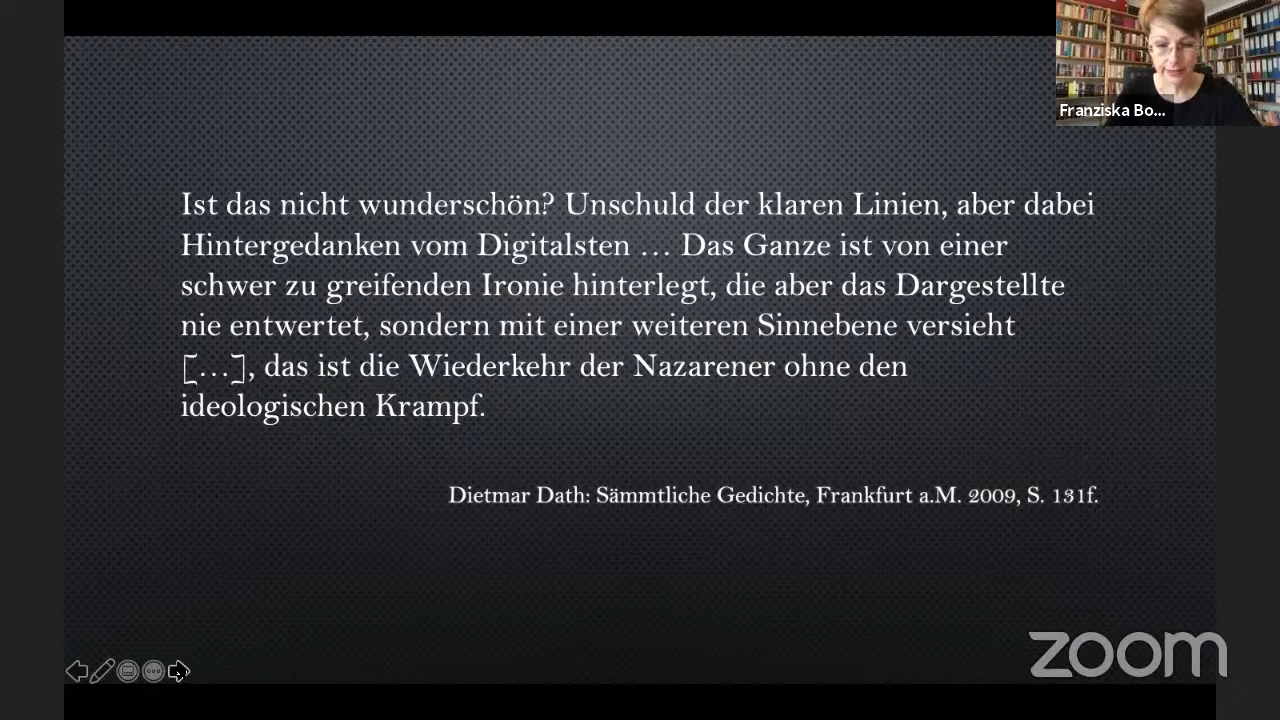 Franziska Bo...
Ist das nicht wunderschön? Unschuld der klaren Linien, aber dabei
Hintergedanken vom Digitalsten … Das Ganze ist von einer
schwer zu greifenden Ironie hinterlegt, die aber das Dargestellte
nie entwertet, sondern mit einer weiteren Sinnebene versieht
[…], das ist die Wiederkehr der Nazarener ohne den
ideologischen Krampf.
Dietmar Dath: Sämmtliche Gedichte, Frankfurt a.M. 2009, S. 131f.
zoom